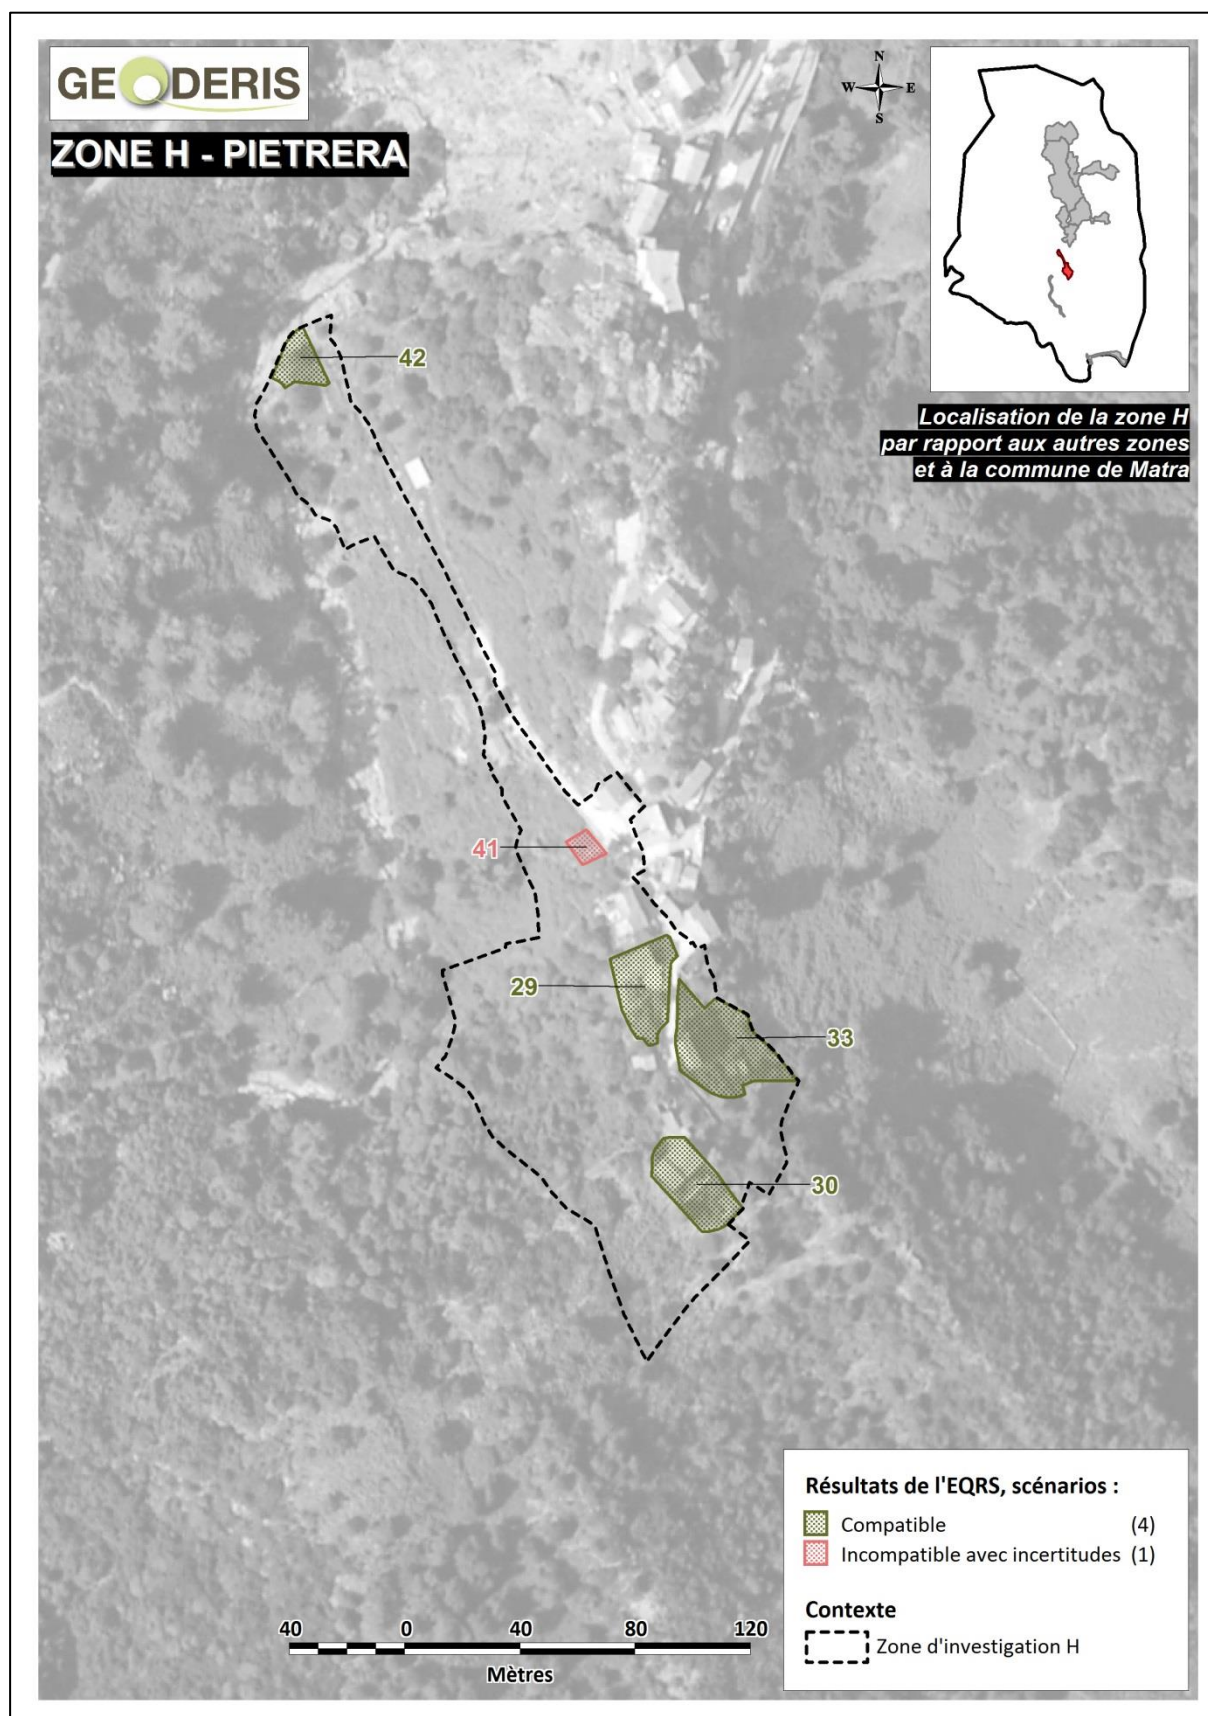 GEODERIS
ZONE H - PIETRERA
N
W E
S
Localisation de la zone H
par rapport aux autres zones
et à la commune de Matra
42
41
29
33
30
Résultats de l'EQRS, scénarios :
Compatible (4)
Incompatible avec incertitudes (1)
Contexte
Zone d'investigation H
40 0 40 80 120
Mètres